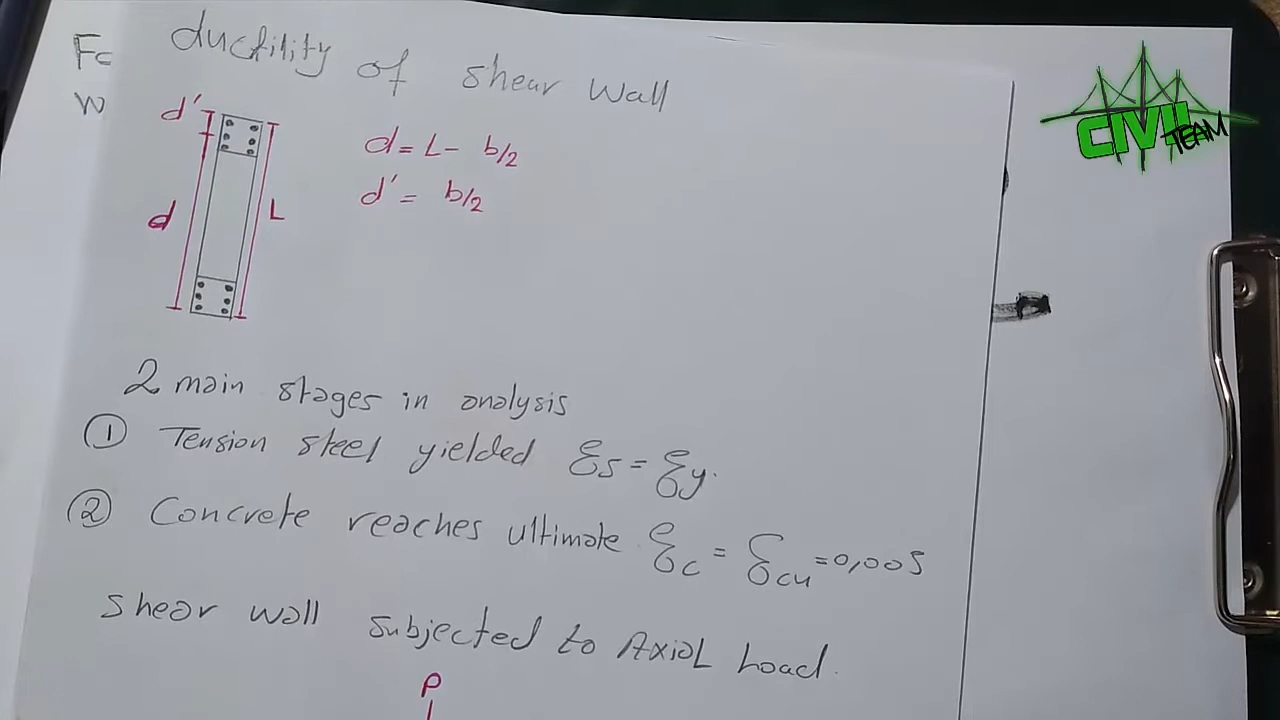 Fc
ductility of shear wall
W
d'
d = L - b/2
d' = b/2
d
L
2 main stages in analysis
① Tension steel yielded εs = εy.
② Concrete reaches ultimate εc = εcu = 0,005
shear wall subjected to Axial Load.
P
CIVIL
TEAM